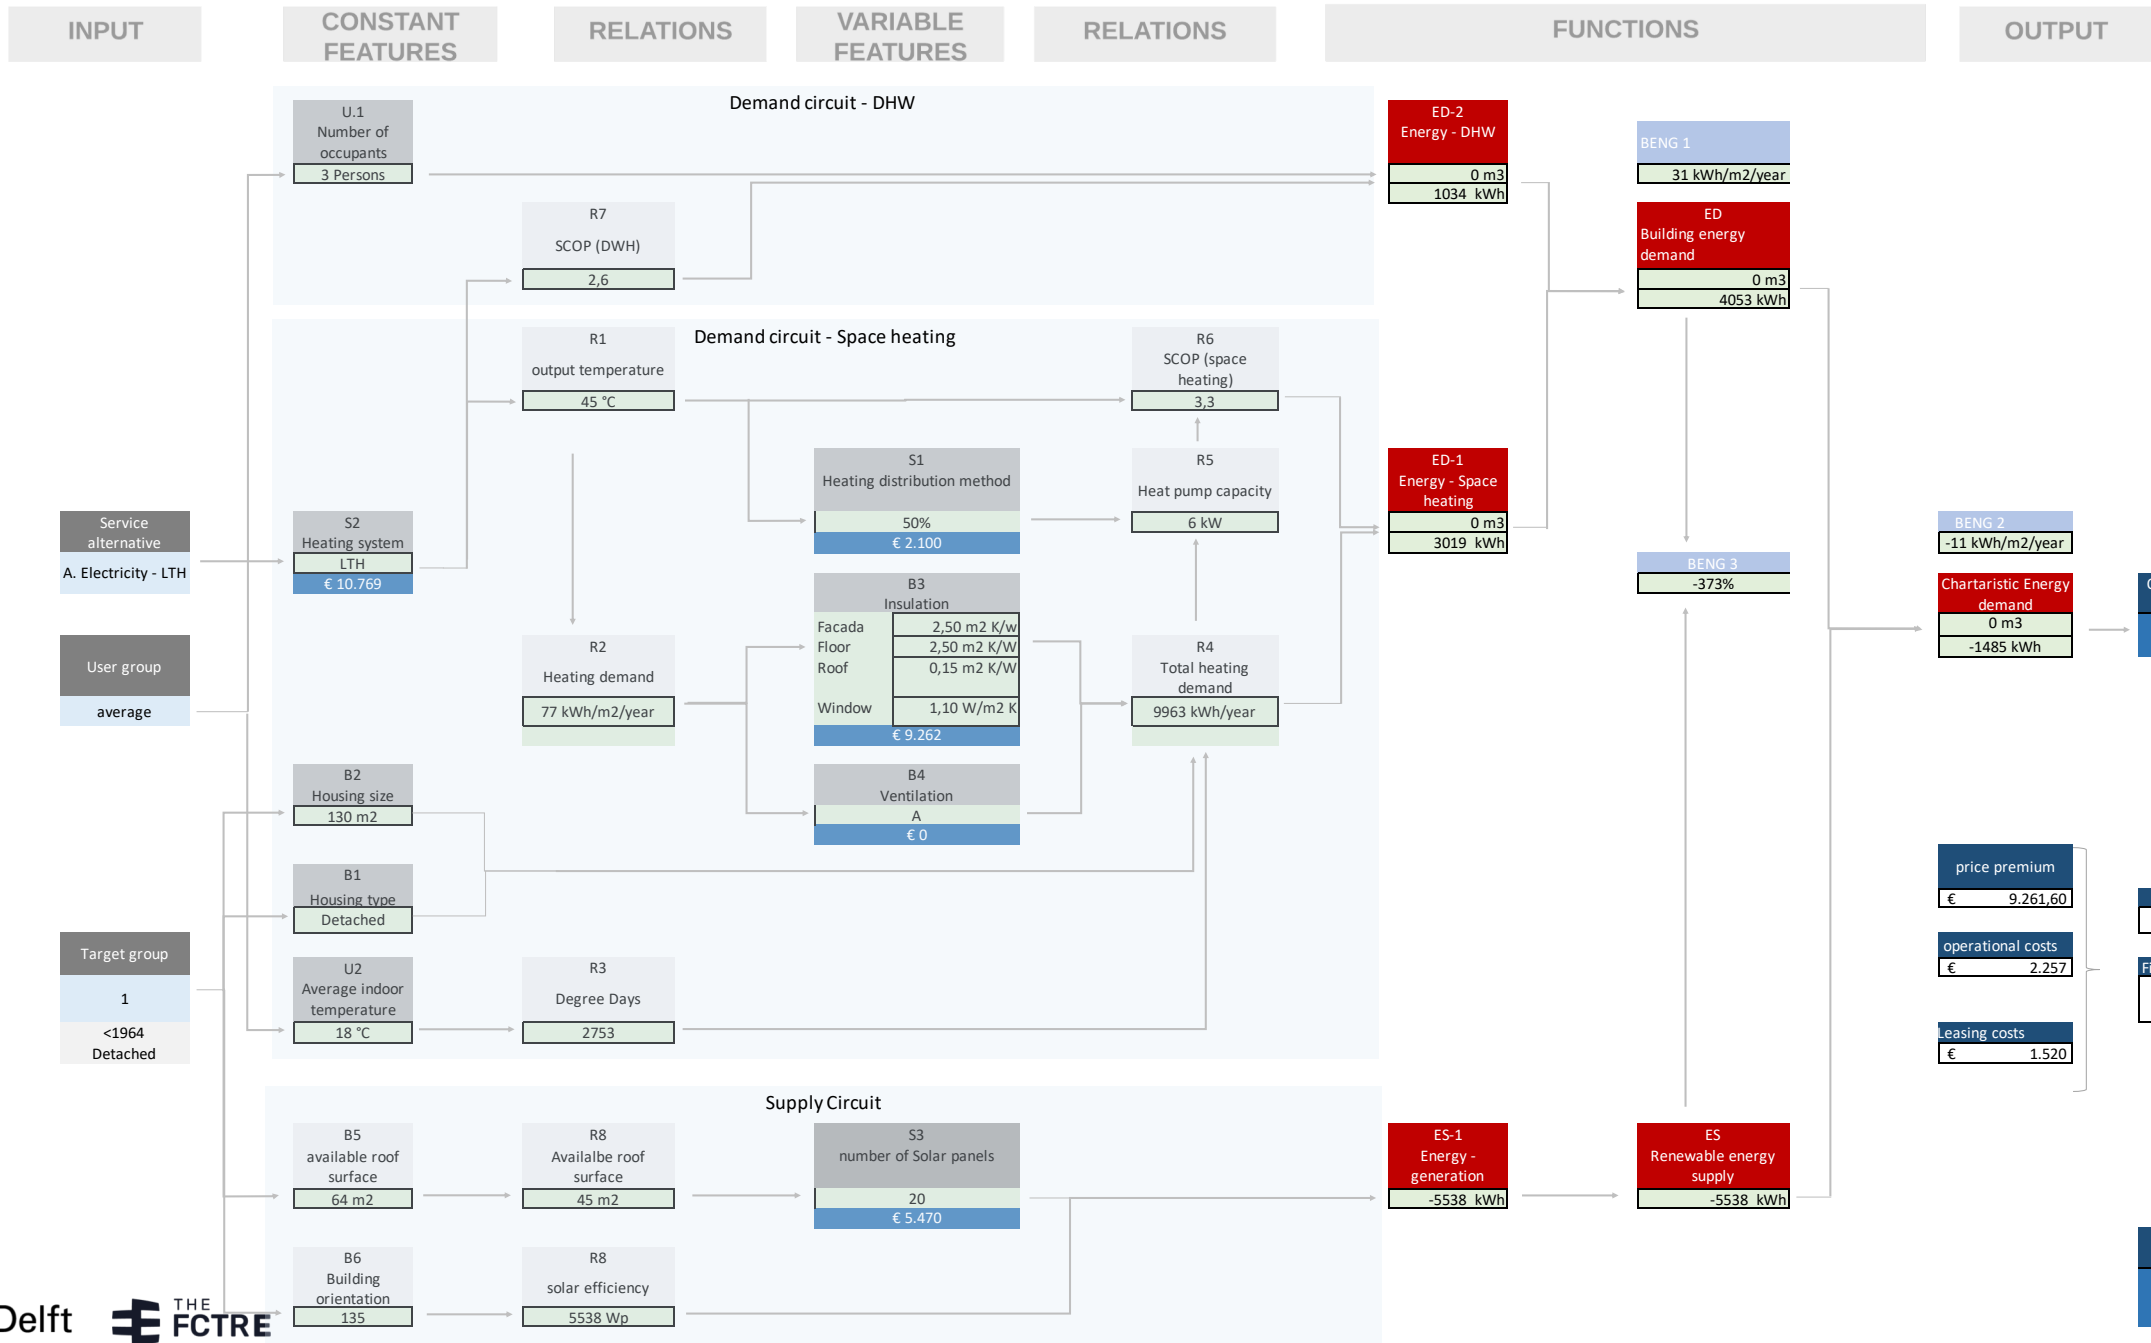 INPUT
CONSTANT
FEATURES
RELATIONS
VARIABLE
FEATURES
RELATIONS
FUNCTIONS
OUTPUT
Demand circuit - DHW
U.1
Number of
occupants
3 Persons
R7
SCOP (DWH)
2,6
ED-2
Energy - DHW
0 m3
1034 kWh
BENG 1
31 kWh/m2/year
ED
Building energy
demand
0 m3
4053 kWh
Demand circuit - Space heating
R1
output temperature
45 °C
R6
SCOP (space
heating)
3,3
S1
Heating distribution method
50%
€ 2.100
R5
Heat pump capacity
6 kW
ED-1
Energy - Space
heating
0 m3
3019 kWh
Service
alternative
A. Electricity - LTH
S2
Heating system
LTH
€ 10.769
BENG 3
-373%
BENG 2
-11 kWh/m2/year
Chartaristic Energy
demand
0 m3
-1485 kWh
User group
average
R2
Heating demand
77 kWh/m2/year
B3
Insulation
Facada 2,50 m2 K/w
Floor 2,50 m2 K/W
Roof 0,15 m2 K/W
Window 1,10 W/m2 K
€ 9.262
R4
Total heating
demand
9963 kWh/year
B2
Housing size
130 m2
B4
Ventilation
A
€ 0
B1
Housing type
Detached
price premium
€ 9.261,60
operational costs
€ 2.257
Leasing costs
€ 1.520
Target group
1
<1964
Detached
U2
Average indoor
temperature
18 °C
R3
Degree Days
2753
Supply Circuit
B5
available roof
surface
64 m2
R8
Availalbe roof
surface
45 m2
S3
number of Solar panels
20
€ 5.470
ES-1
Energy -
generation
-5538 kWh
ES
Renewable energy
supply
-5538 kWh
B6
Building
orientation
135
R8
solar efficiency
5538 Wp
Delft
THE
FCTRE